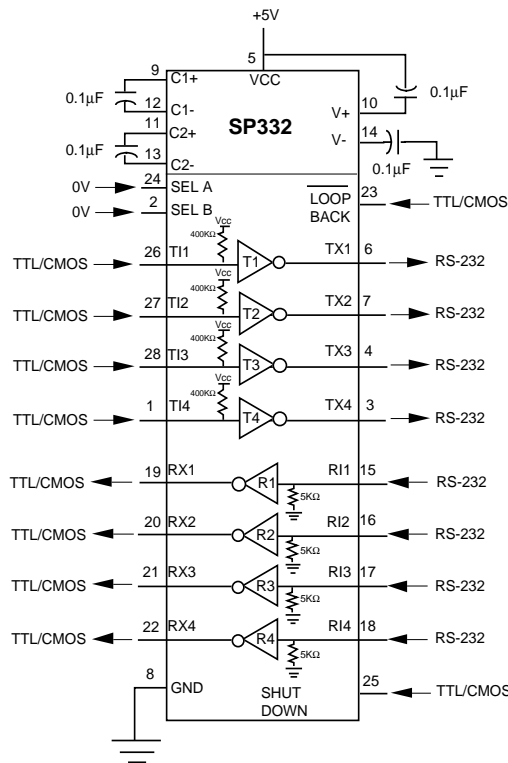 +5V
5
VCC
9 C1+
0.1μF
12 C1-
11 C2+
0.1μF
13 C2-
SP332
V+ 10
0.1μF
V- 14
0.1μF
0V 24 SEL A
0V 2 SEL B
LOOP BACK 23 TTL/CMOS
Vcc
400KΩ
TTL/CMOS 26 TI1 T1 TX1 6 RS-232
Vcc
400KΩ
TTL/CMOS 27 TI2 T2 TX2 7 RS-232
Vcc
400KΩ
TTL/CMOS 28 TI3 T3 TX3 4 RS-232
Vcc
400KΩ
TTL/CMOS 1 TI4 T4 TX4 3 RS-232
TTL/CMOS 19 RX1 R1 RI1 15 RS-232
5KΩ
TTL/CMOS 20 RX2 R2 RI2 16 RS-232
5KΩ
TTL/CMOS 21 RX3 R3 RI3 17 RS-232
5KΩ
TTL/CMOS 22 RX4 R4 RI4 18 RS-232
5KΩ
8 GND
SHUT DOWN 25 TTL/CMOS